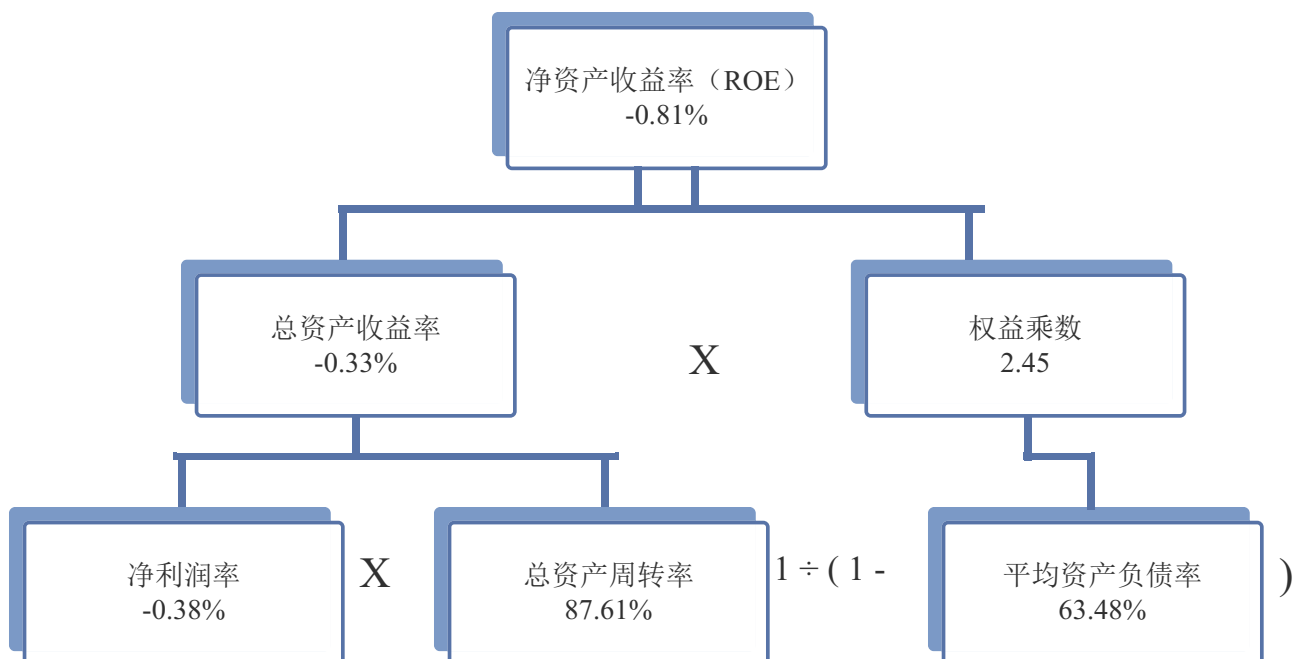 净资产收益率（ROE）
-0.81%
总资产收益率
-0.33%
X
权益乘数
2.45
净利润率
-0.38%
X
总资产周转率
87.61%
1 ÷ ( 1 -
平均资产负债率
63.48%
)